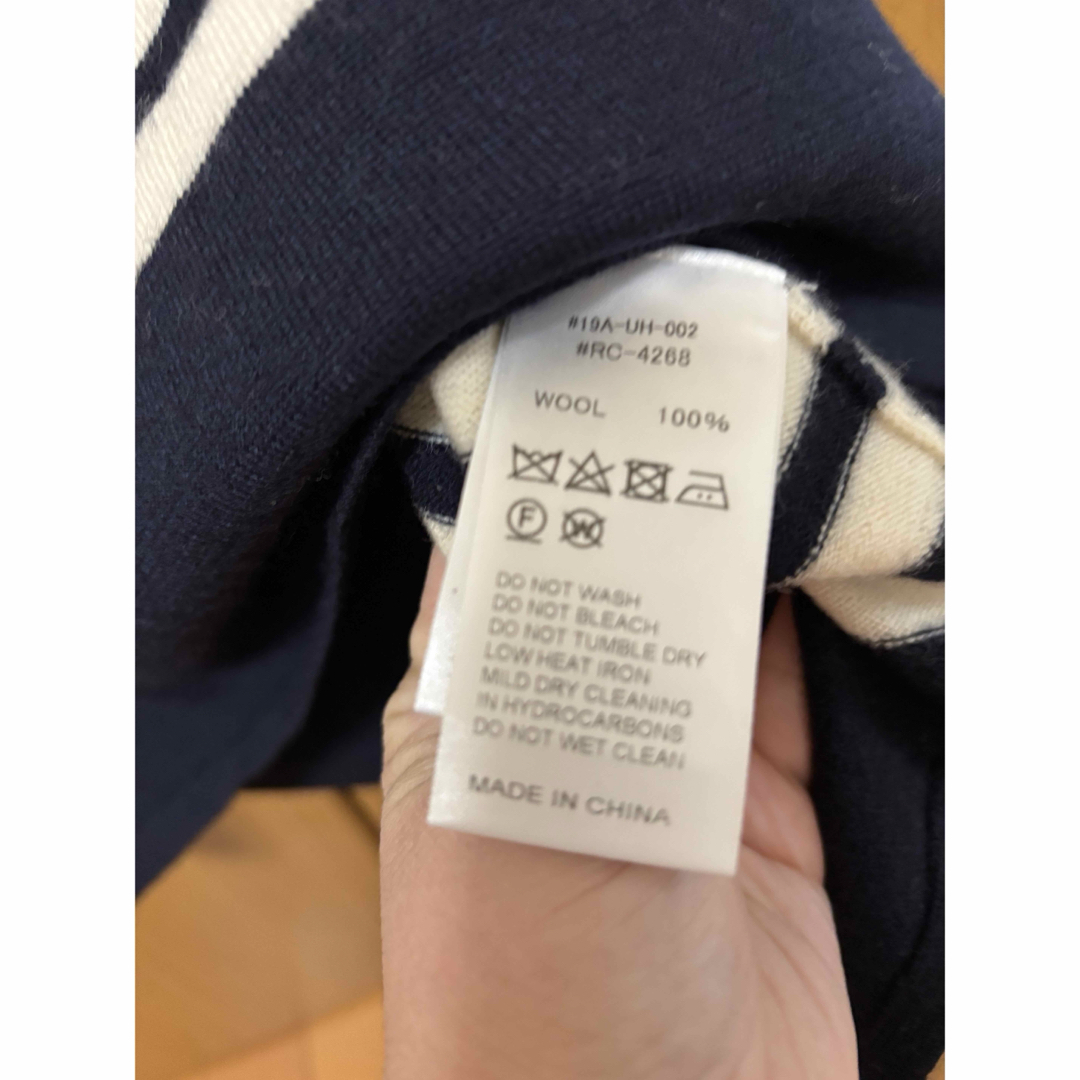 #19A-UH-002
#RC-4268
WOOL 100%
F W
DO NOT WASH
DO NOT BLEACH
DO NOT TUMBLE DRY
LOW HEAT IRON
MILD DRY CLEANING
IN HYDROCARBONS
DO NOT WET CLEAN
MADE IN CHINA